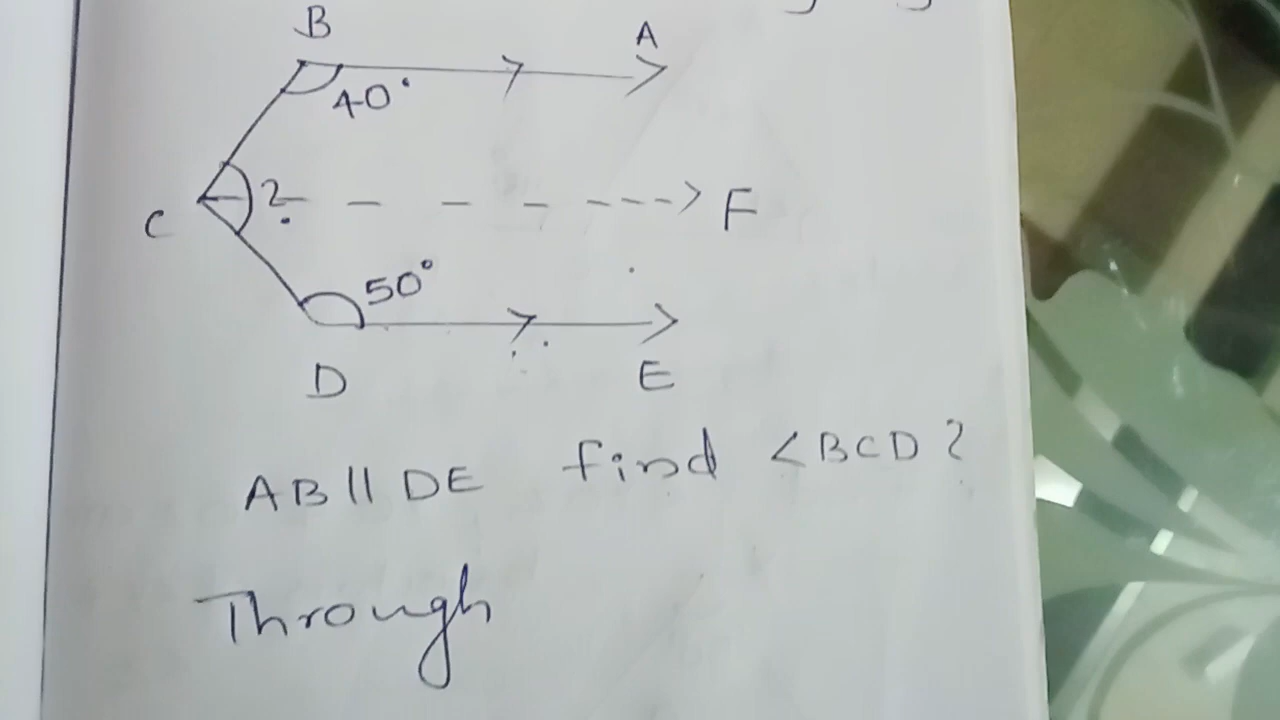 B A
40°
C ? F
50°
D E
AB || DE find <BCD?
Through